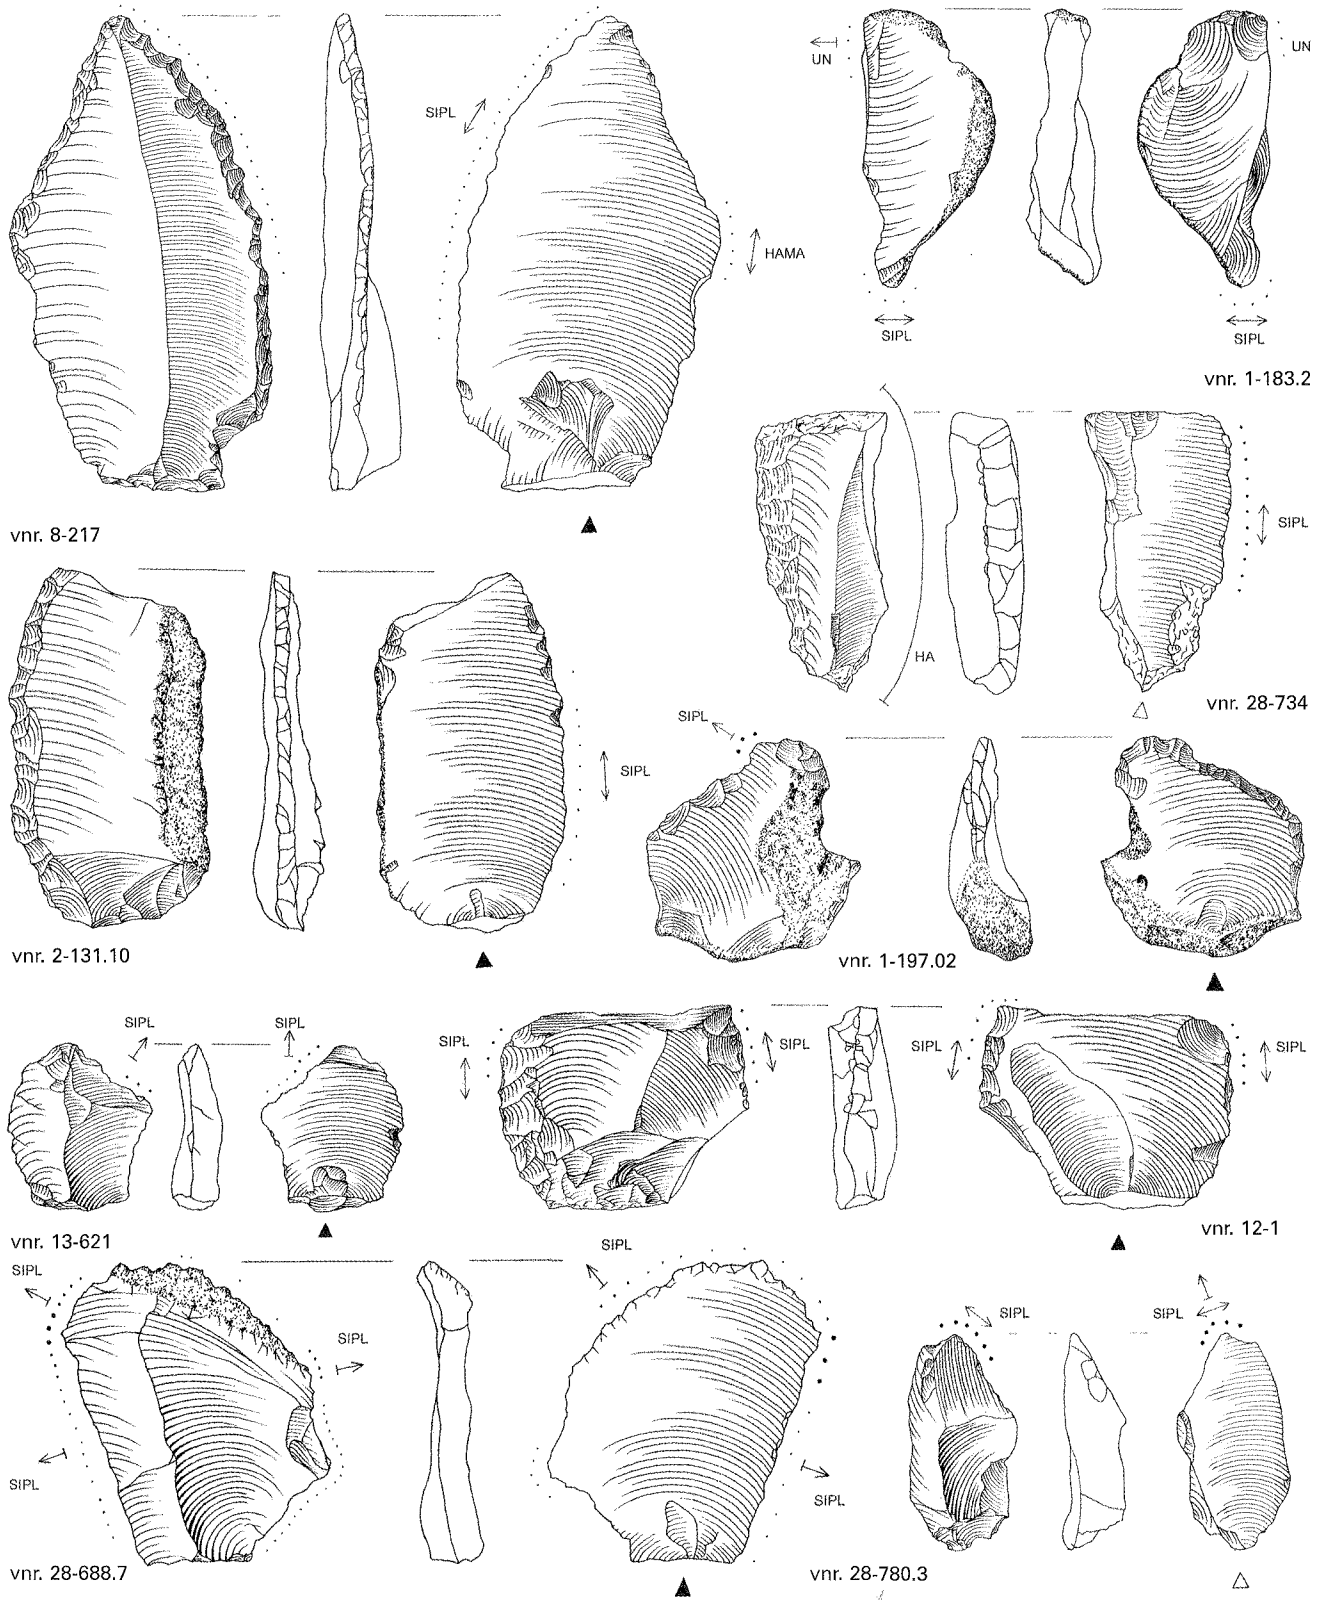 SIPL
HAMA
vnr. 8-217
UN
UN
SIPL
SIPL
vnr. 1-183.2
HA
SIPL
vnr. 28-734
SIPL
vnr. 2-131.10
SIPL
vnr. 1-197.02
SIPL
SIPL
vnr. 13-621
SIPL
SIPL
SIPL
SIPL
vnr. 12-1
SIPL
SIPL
SIPL
SIPL
SIPL
vnr. 28-688.7
SIPL
SIPL
vnr. 28-780.3